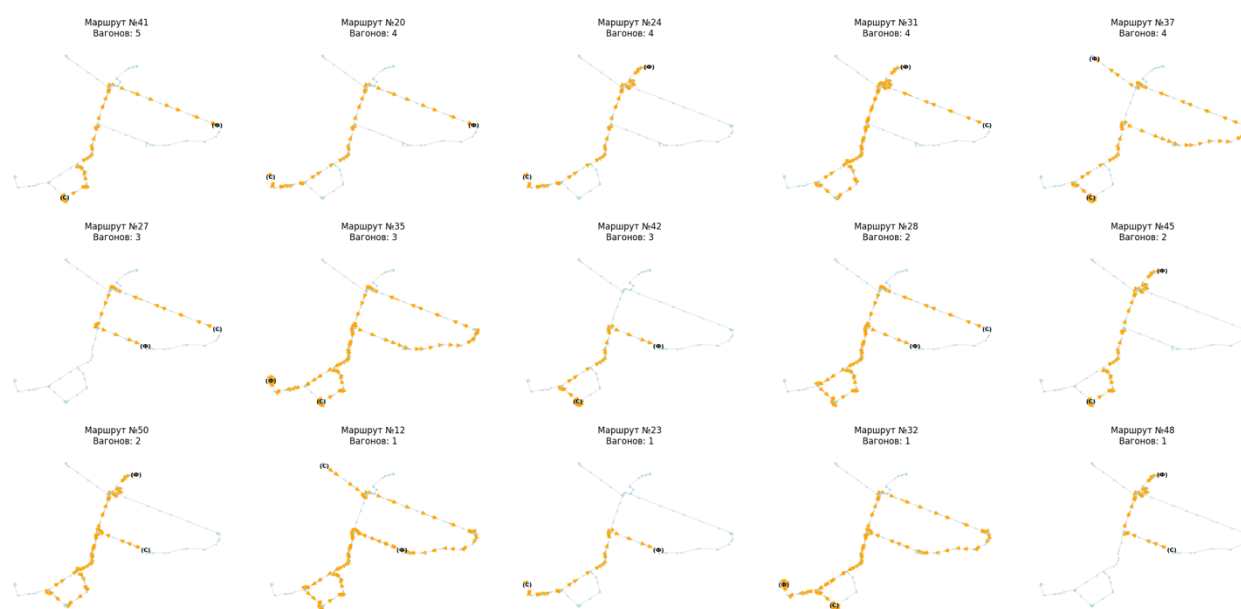 Маршрут №41
Вагонов: 5
(Ф)
(С)
Маршрут №20
Вагонов: 4
(Ф)
(С)
Маршрут №24
Вагонов: 4
(Ф)
(С)
Маршрут №31
Вагонов: 4
(Ф)
(С)
Маршрут №37
Вагонов: 4
(Ф)
(С)
Маршрут №27
Вагонов: 3
(С)
(Ф)
Маршрут №35
Вагонов: 3
(Ф)
(С)
Маршрут №42
Вагонов: 3
(Ф)
(С)
Маршрут №28
Вагонов: 2
(С)
(Ф)
Маршрут №45
Вагонов: 2
(Ф)
(С)
Маршрут №50
Вагонов: 2
(Ф)
(С)
Маршрут №12
Вагонов: 1
(С)
(Ф)
Маршрут №23
Вагонов: 1
(Ф)
(С)
Маршрут №32
Вагонов: 1
(Ф)
(С)
Маршрут №48
Вагонов: 1
(Ф)
(С)